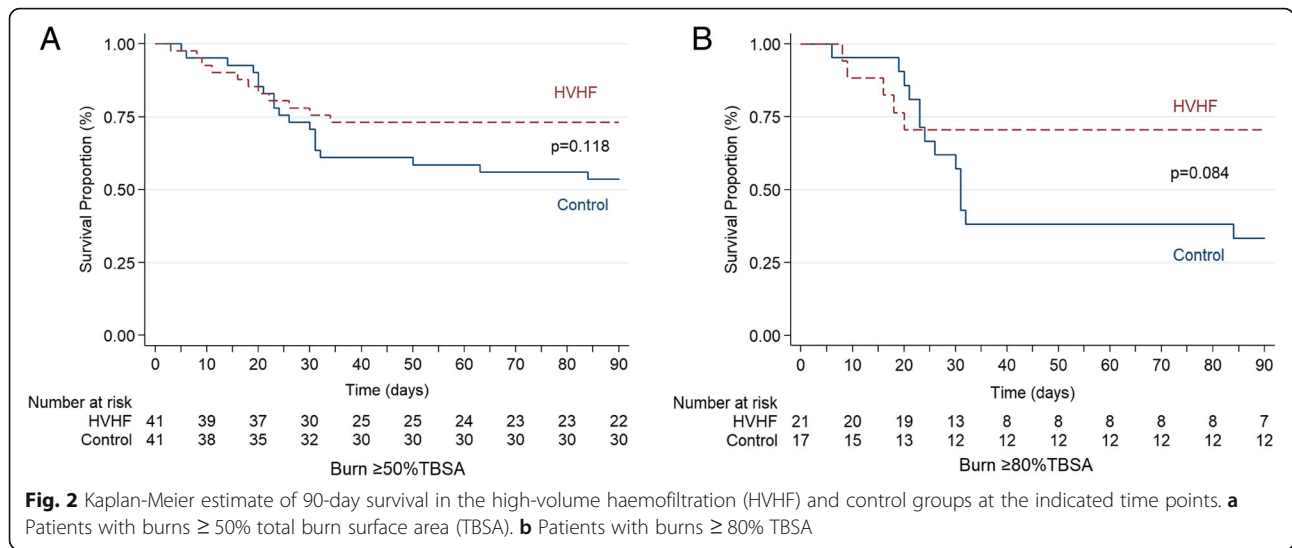 A
1.00
0.75
0.50
0.25
0.00
Survival Proportion (%)
HVHF
p=0.118
Control
0 10 20 30 40 50 60 70 80 90
Time (days)
Number at risk
HVHF 41 39 37 30 25 25 24 23 23 22
Control 41 38 35 32 30 30 30 30 30 30
Burn ≥50%TBSA
B
1.00
0.75
0.50
0.25
0.00
Survival Proportion (%)
HVHF
p=0.084
Control
0 10 20 30 40 50 60 70 80 90
Time (days)
Number at risk
HVHF 21 20 19 13 8 8 8 8 8 7
Control 17 15 13 12 12 12 12 12 12 12
Burn ≥80%TBSA
Fig. 2 Kaplan-Meier estimate of 90-day survival in the high-volume haemofiltration (HVHF) and control groups at the indicated time points. a
Patients with burns ≥ 50% total burn surface area (TBSA). b Patients with burns ≥ 80% TBSA